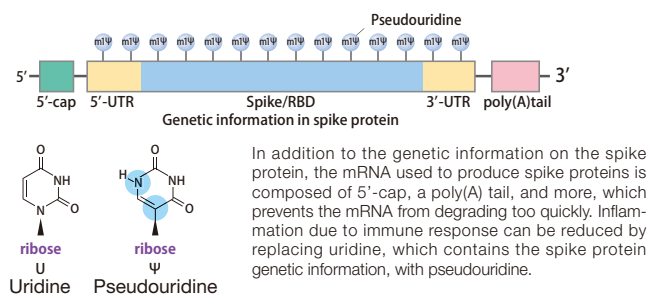 Pseudouridine
m1Ψ m1Ψ m1Ψ m1Ψ m1Ψ m1Ψ m1Ψ m1Ψ m1Ψ m1Ψ m1Ψ m1Ψ m1Ψ m1Ψ
5’ 3’
5’-cap 5’-UTR Spike/RBD 3’-UTR poly(A)tail
Genetic information in spike protein
O
NH
N O
ribose
U
Uridine
O
H N NH
O
ribose
Ψ
Pseudouridine
In addition to the genetic information on the spike
protein, the mRNA used to produce spike proteins is
composed of 5’-cap, a poly(A) tail, and more, which
prevents the mRNA from degrading too quickly. Inflam-
mation due to immune response can be reduced by
replacing uridine, which contains the spike protein
genetic information, with pseudouridine.